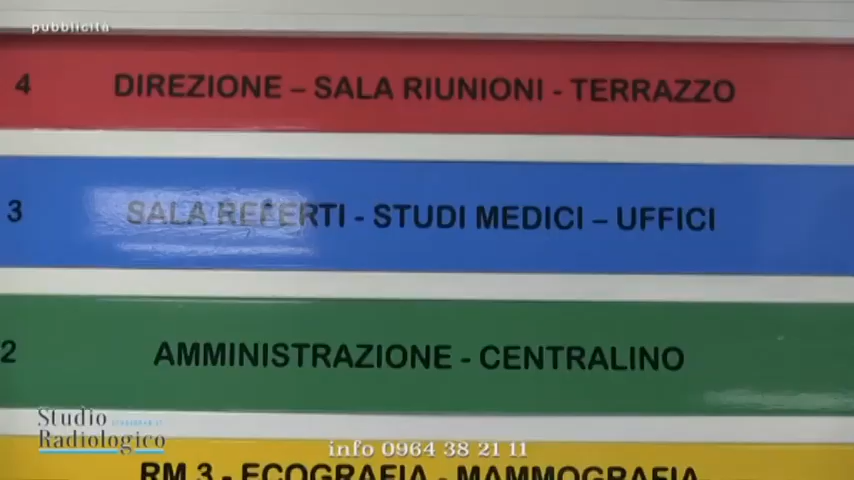 pubblicità
4 DIREZIONE – SALA RIUNIONI - TERRAZZO
3 SALA REFERTI - STUDI MEDICI – UFFICI
2 AMMINISTRAZIONE - CENTRALINO
Studio
Radiologico
info 0964 38 21 11
RM 3 - ECOGRAFIA - MAMMOGRAFIA